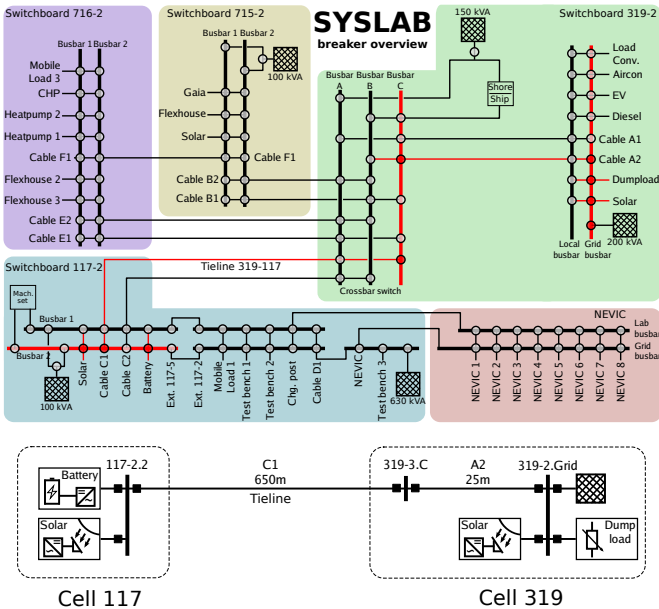 SYSLAB
breaker overview
Switchboard 716-2
Busbar 1
Busbar 2
Mobile
Load 3
CHP
Heatpump 2
Heatpump 1
Cable F1
Flexhouse 2
Flexhouse 3
Cable E2
Cable E1
Switchboard 715-2
Busbar 1
Busbar 2
100 kVA
Gaia
Flexhouse
Solar
Cable F1
Cable B2
Cable B1
150 kVA
Busbar
A
Busbar
B
Busbar
C
Shore
Ship
Crossbar switch
Switchboard 319-2
Load
Conv.
Aircon
EV
Diesel
Cable A1
Cable A2
Dumpload
Solar
200 kVA
Local
busbar
Grid
busbar
Switchboard 117-2
Tieline 319-117
Mach.
set
Busbar 1
Busbar 2
100 kVA
Solar
Cable C1
Cable C2
Battery
Ext. 117-5
Ext. 117-2
Mobile
Load 1
Test bench 1
Test bench 2
Chg. post
Cable D1
NEVIC
Test bench 3
630 kVA
NEVIC
Lab
busbar
Grid
busbar
NEVIC 1
NEVIC 2
NEVIC 3
NEVIC 4
NEVIC 5
NEVIC 6
NEVIC 7
NEVIC 8
117-2.2
C1
650m
Tieline
319-3.C
A2
25m
319-2.Grid
Battery
Solar
Solar
Dump
load
Cell 117
Cell 319